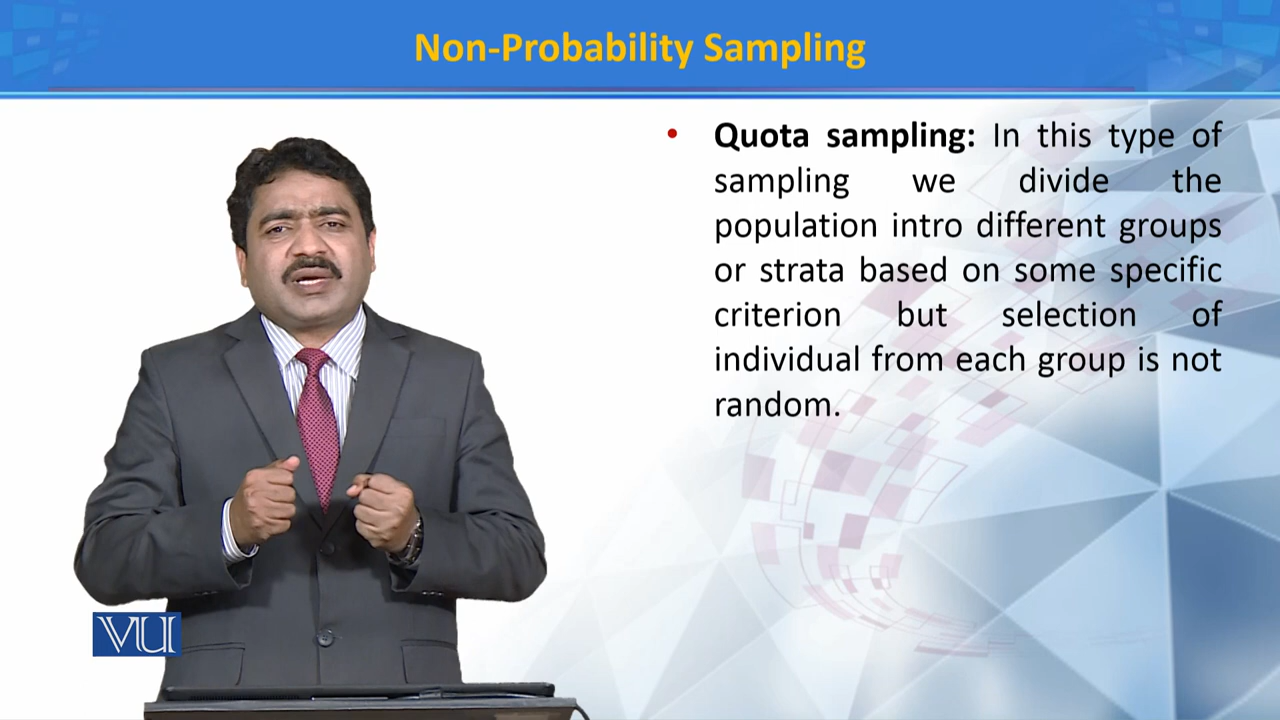 Non-Probability Sampling
• Quota sampling: In this type of
sampling we divide the
population intro different groups
or strata based on some specific
criterion but selection of
individual from each group is not
random.
VU